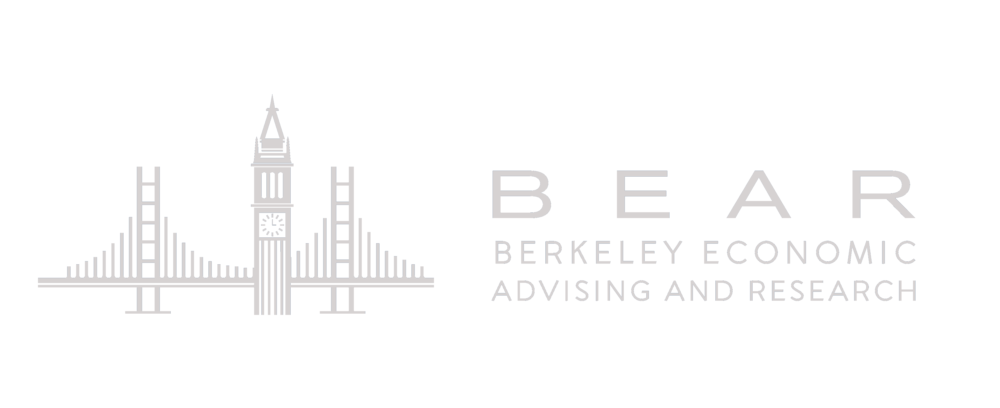 BEAR
BERKELEY ECONOMIC
ADVISING AND RESEARCH